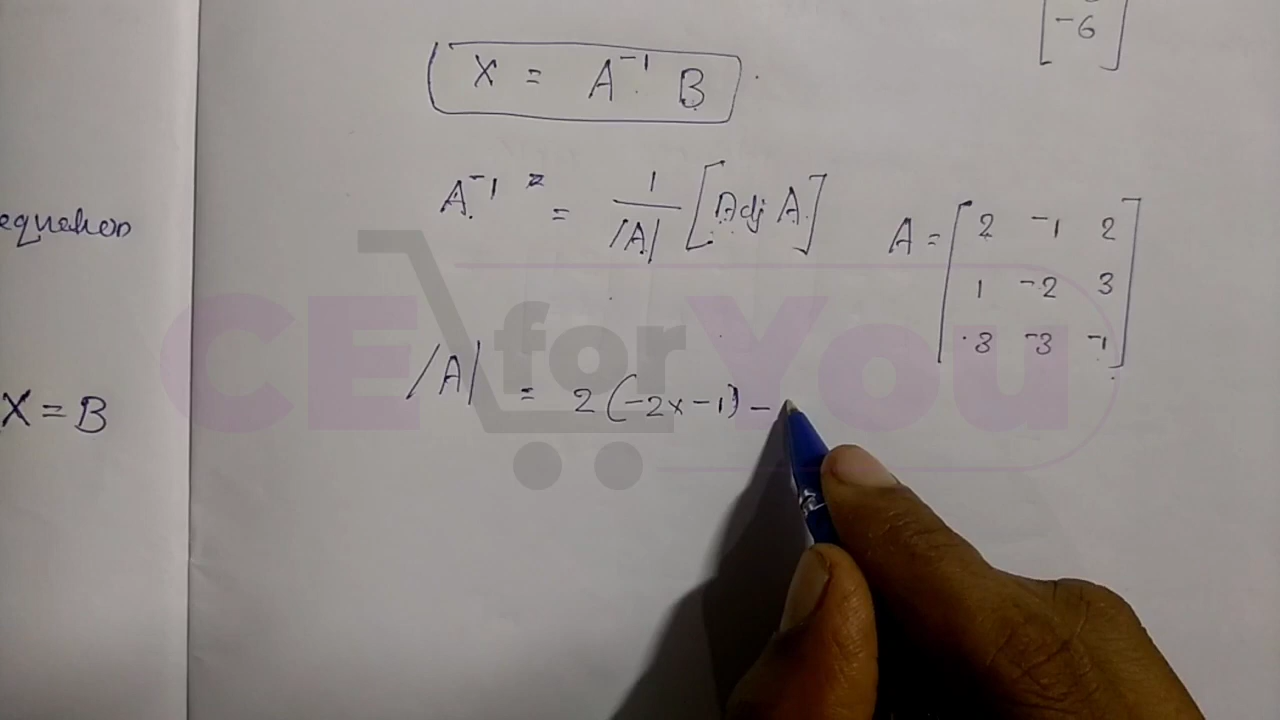 -6
X = A⁻¹ B
A⁻¹ = = 1/|A| [Adj A]
A = [2 -1 2
1 -2 3
3 -3 -1]
equation
X = B
|A| = 2(-2x-1) -
CE for You